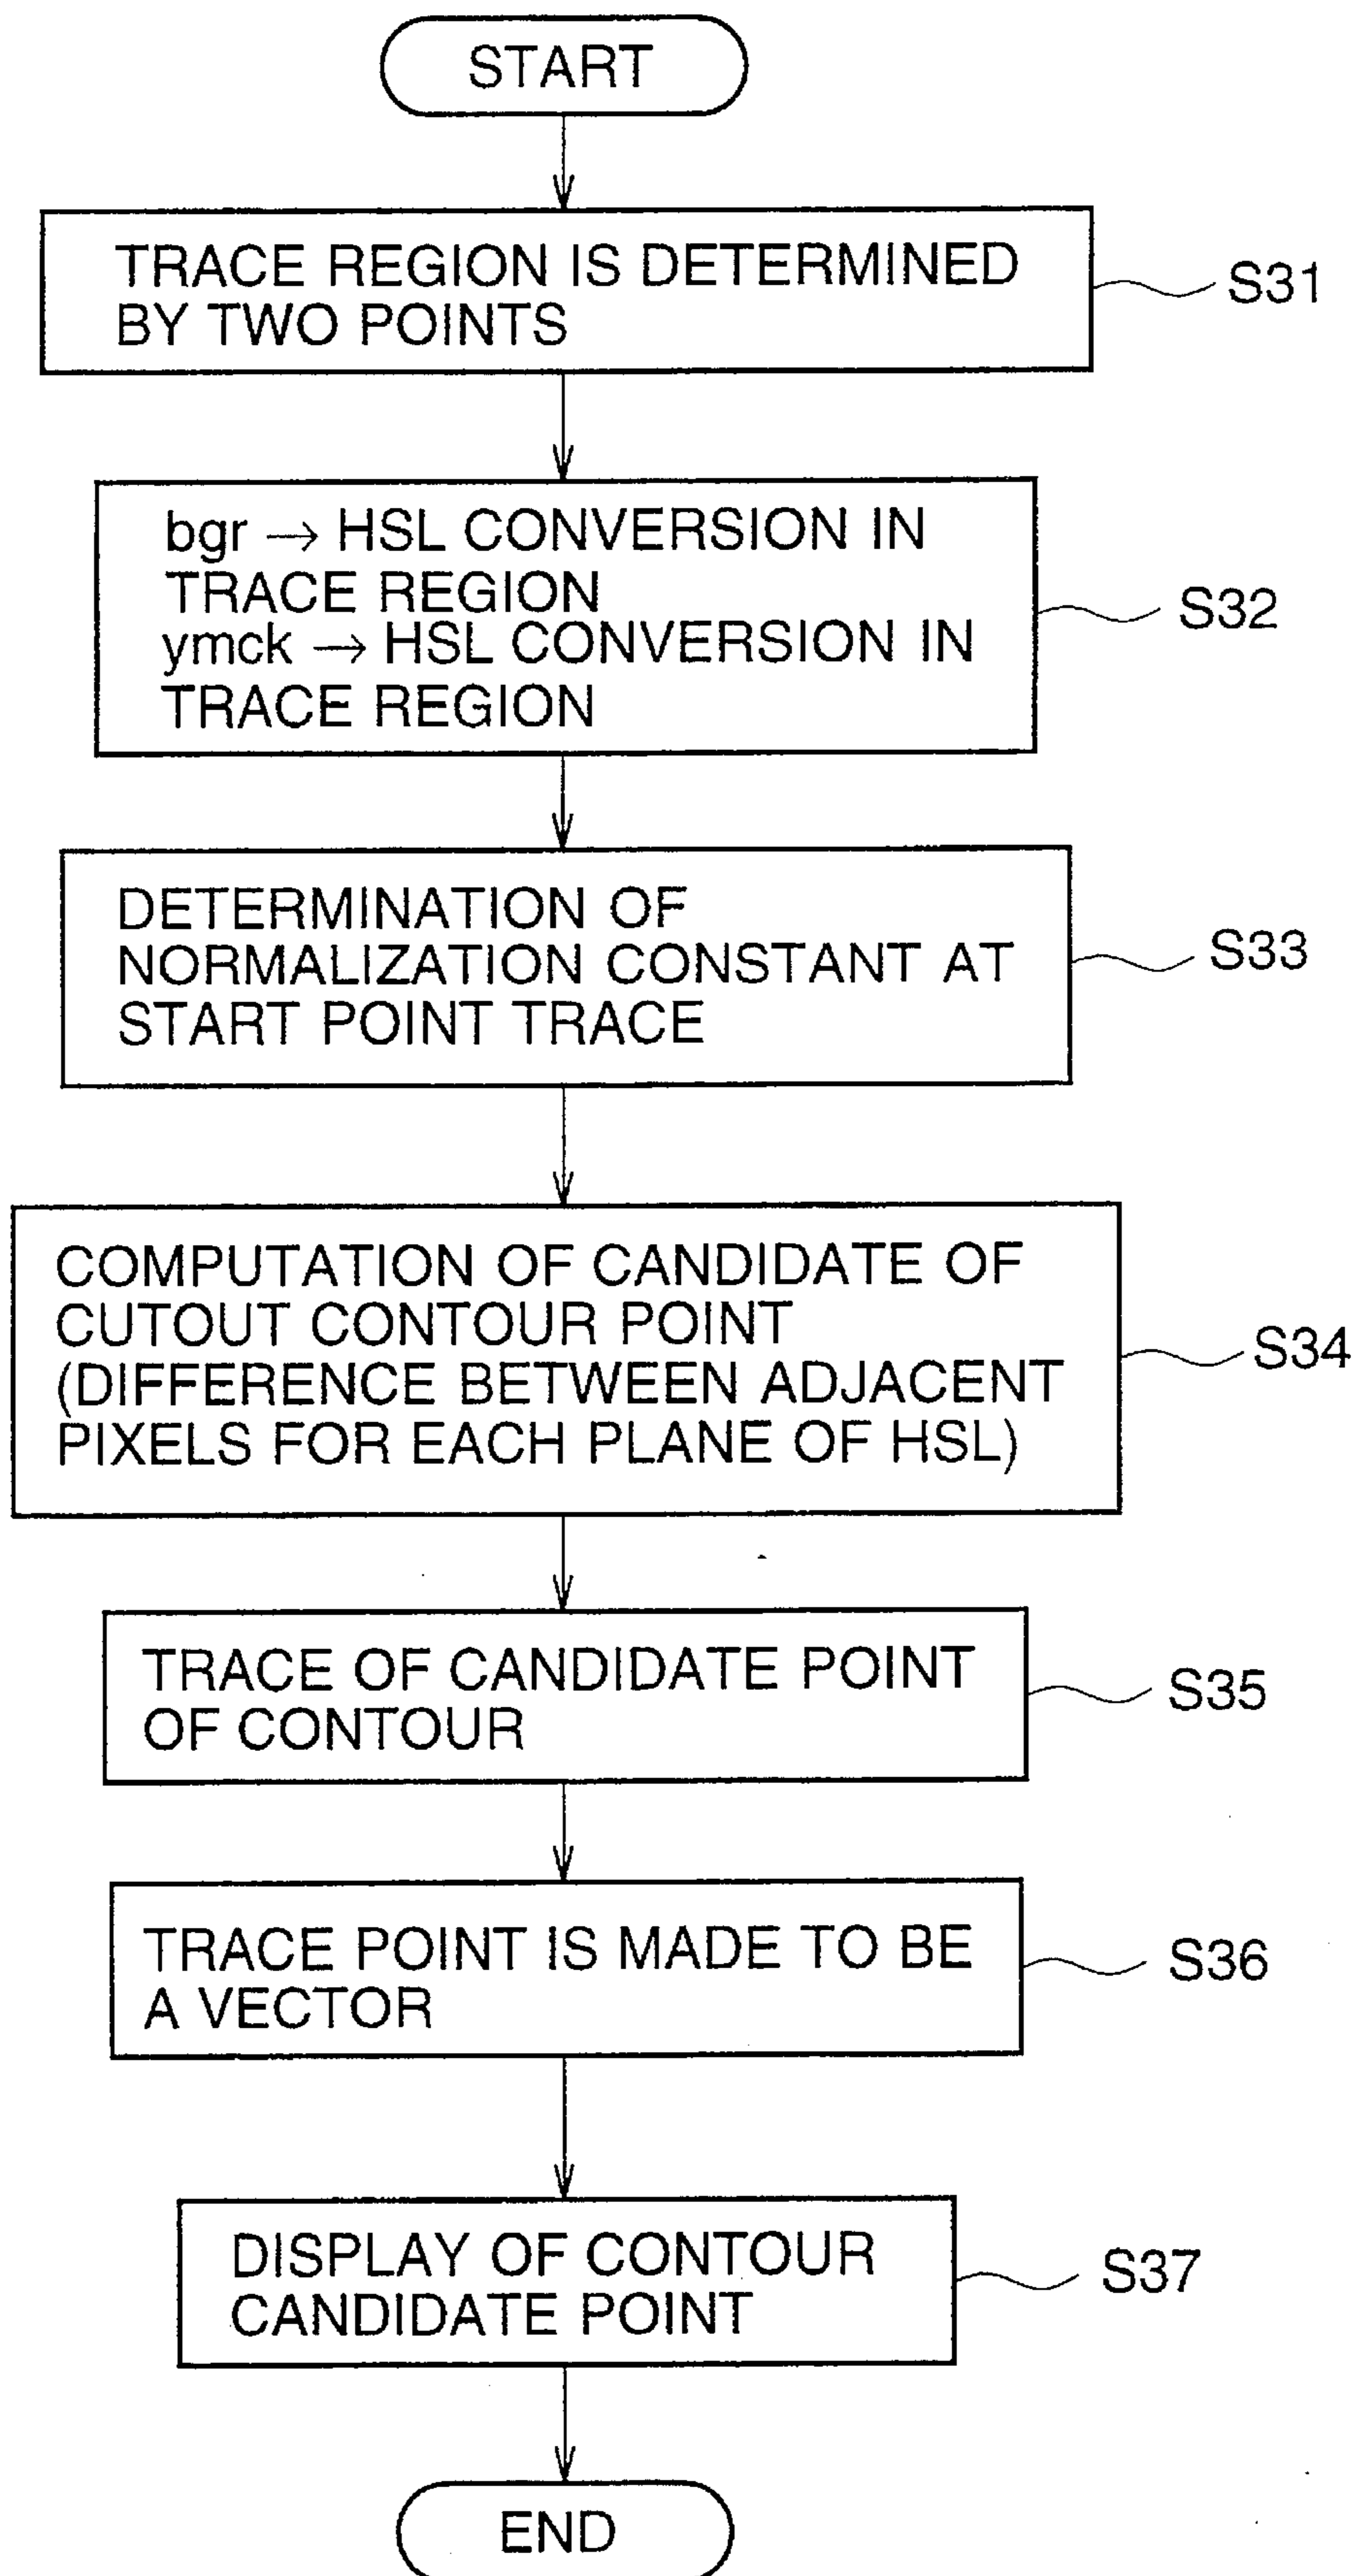 START
TRACE REGION IS DETERMINED
BY TWO POINTS
S31
bgr → HSL CONVERSION IN
TRACE REGION
ymck → HSL CONVERSION IN
TRACE REGION
S32
DETERMINATION OF
NORMALIZATION CONSTANT AT
START POINT TRACE
S33
COMPUTATION OF CANDIDATE OF
CUTOUT CONTOUR POINT
(DIFFERENCE BETWEEN ADJACENT
PIXELS FOR EACH PLANE OF HSL)
S34
TRACE OF CANDIDATE POINT
OF CONTOUR
S35
TRACE POINT IS MADE TO BE
A VECTOR
S36
DISPLAY OF CONTOUR
CANDIDATE POINT
S37
END